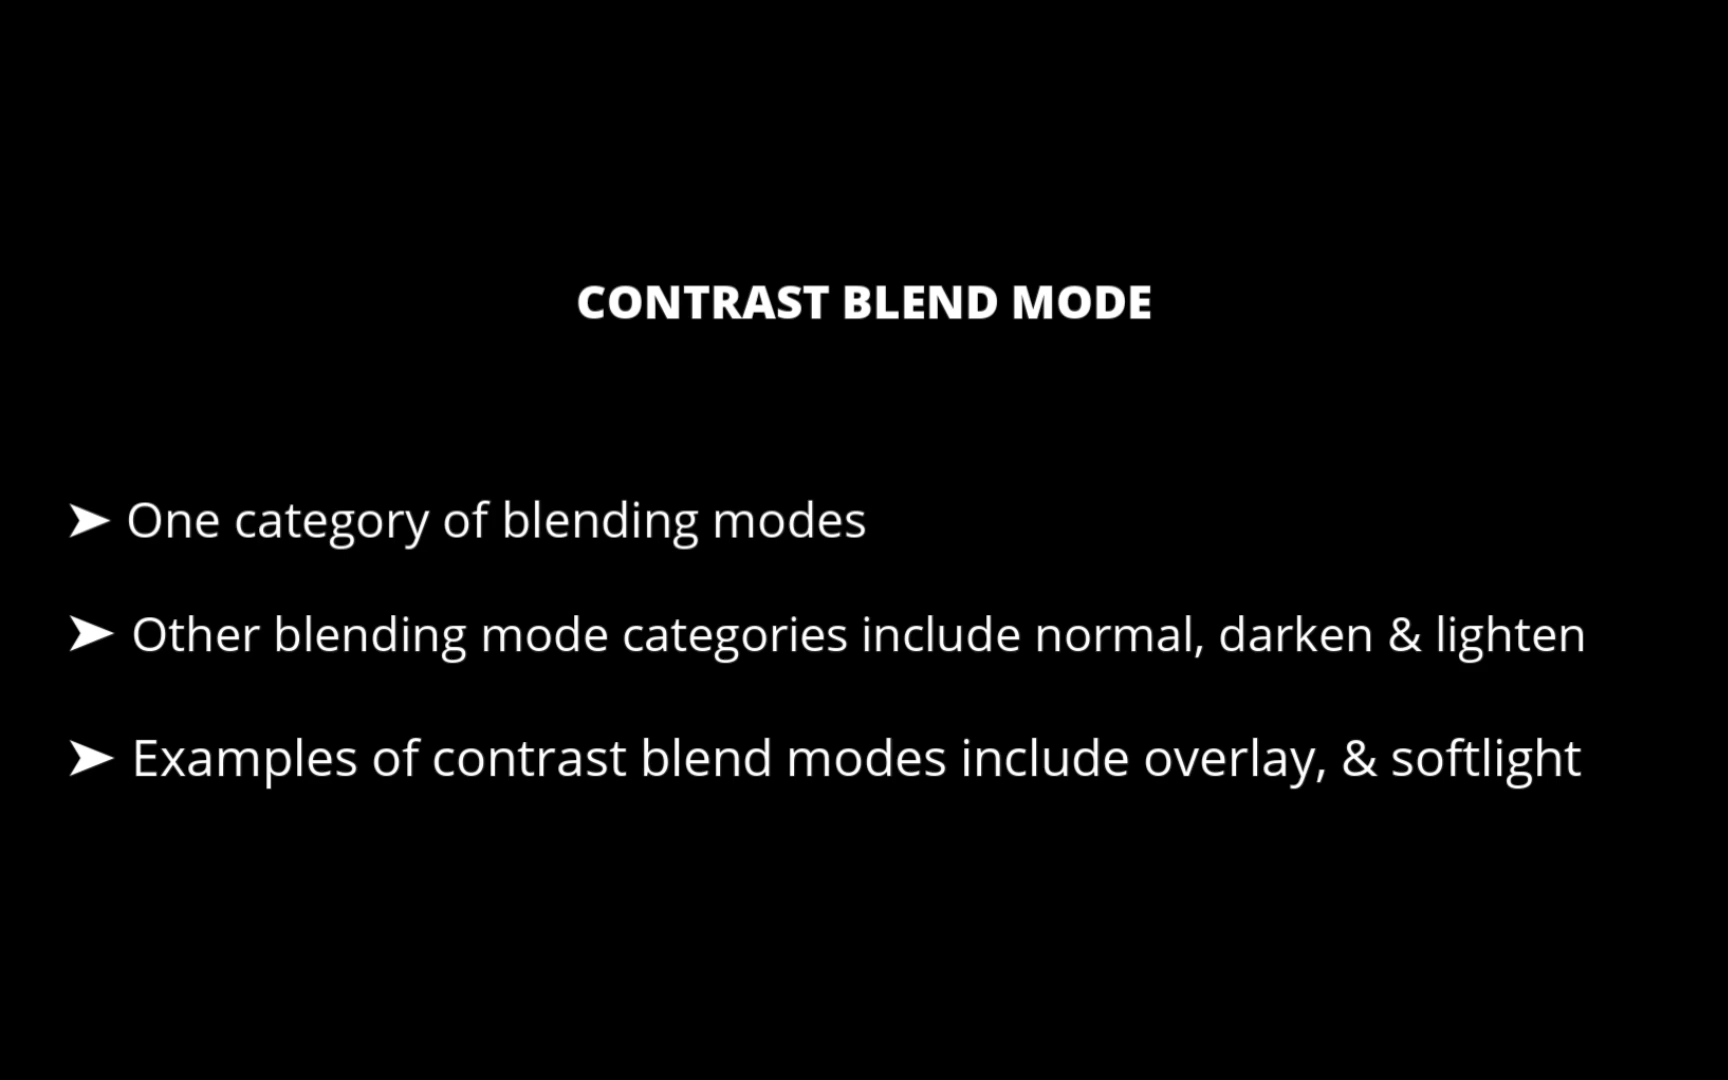 CONTRAST BLEND MODE
➤ One category of blending modes
➤ Other blending mode categories include normal, darken & lighten
➤ Examples of contrast blend modes include overlay, & softlight